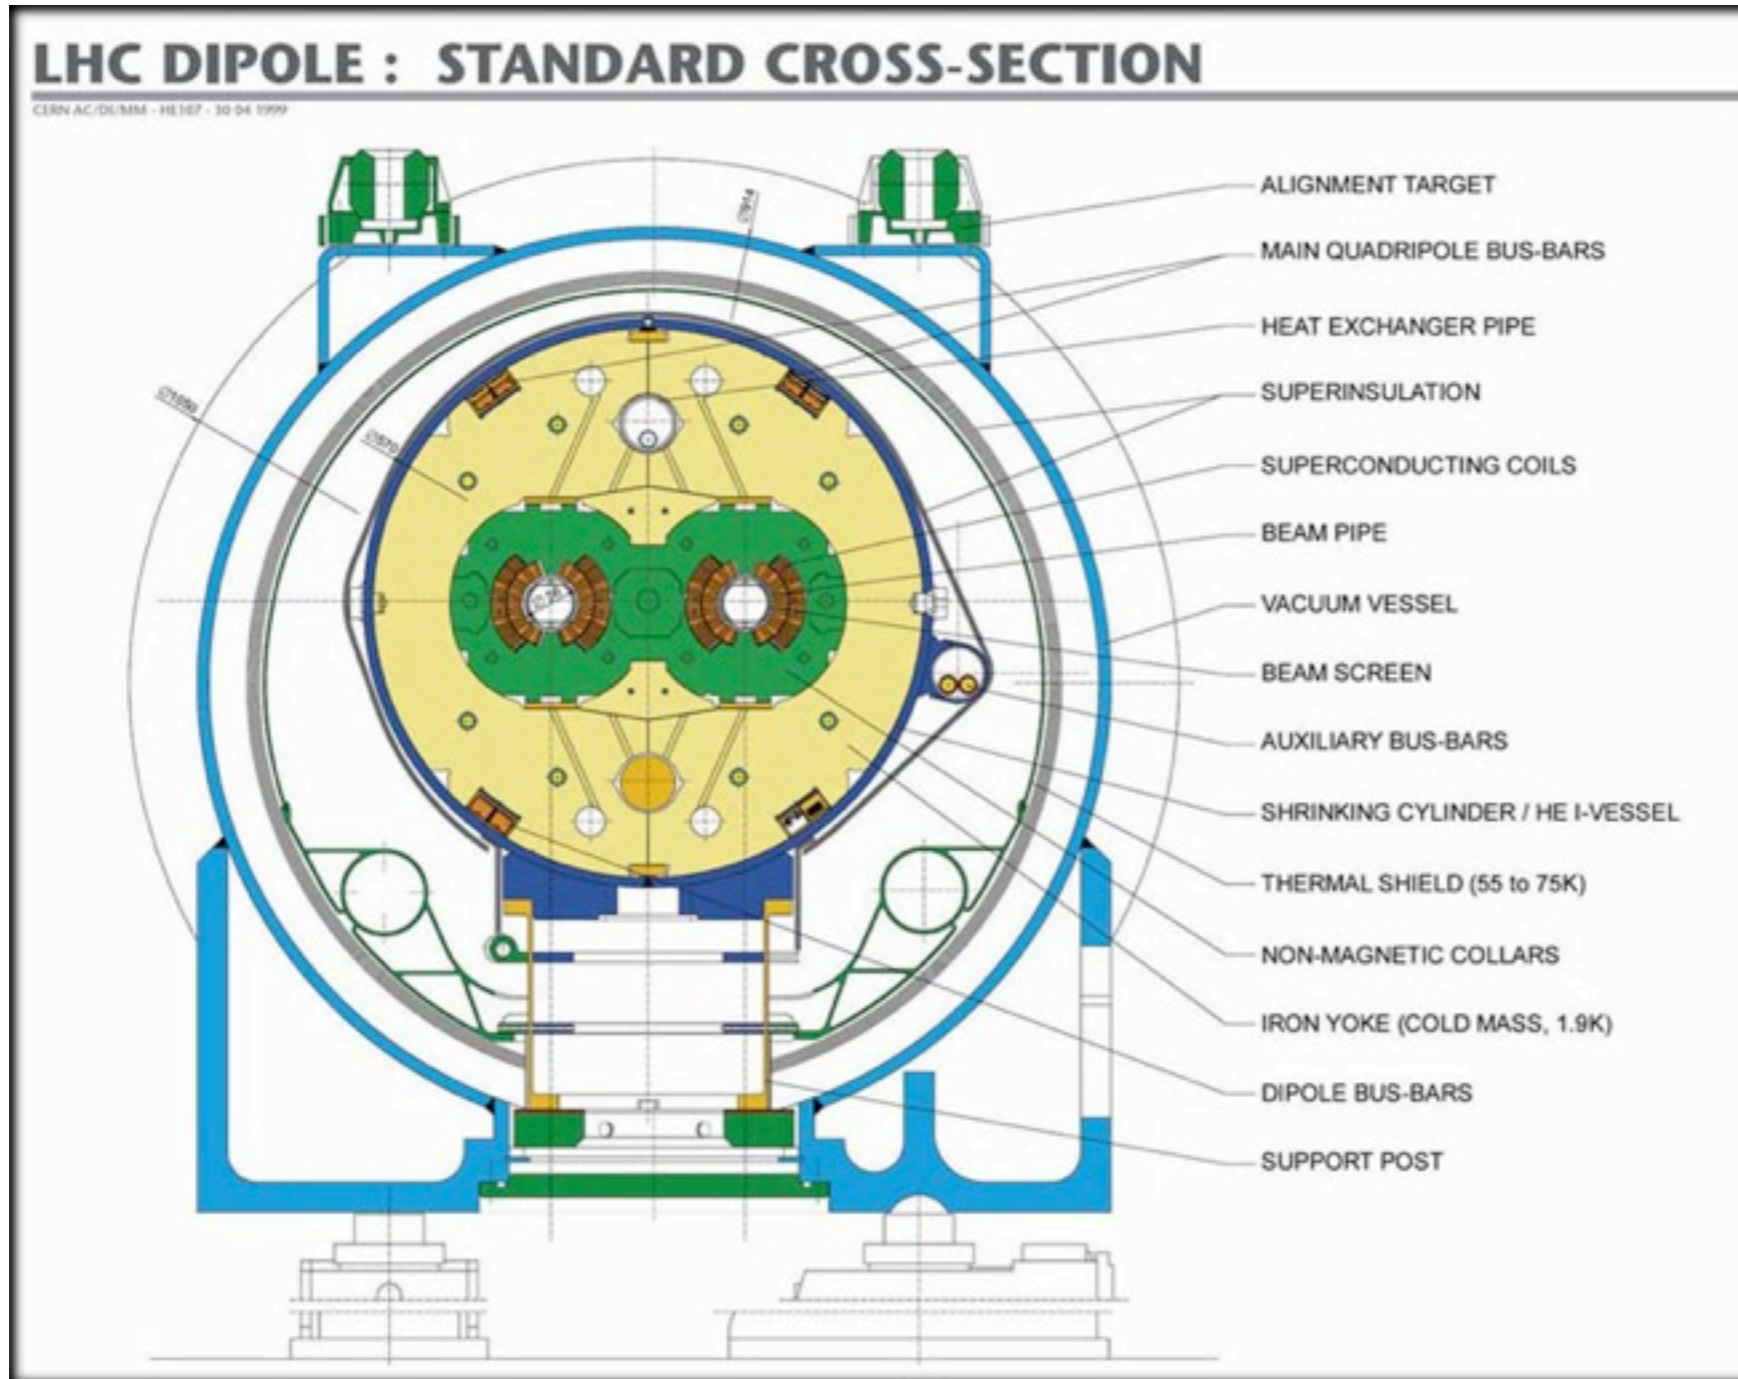 LHC DIPOLE : STANDARD CROSS-SECTION
CERN AC/DI/MM - HE107 - 30 04 1999
ALIGNMENT TARGET
MAIN QUADRIPOLE BUS-BARS
HEAT EXCHANGER PIPE
SUPERINSULATION
SUPERCONDUCTING COILS
BEAM PIPE
VACUUM VESSEL
BEAM SCREEN
AUXILIARY BUS-BARS
SHRINKING CYLINDER / HE I-VESSEL
THERMAL SHIELD (55 to 75K)
NON-MAGNETIC COLLARS
IRON YOKE (COLD MASS, 1.9K)
DIPOLE BUS-BARS
SUPPORT POST